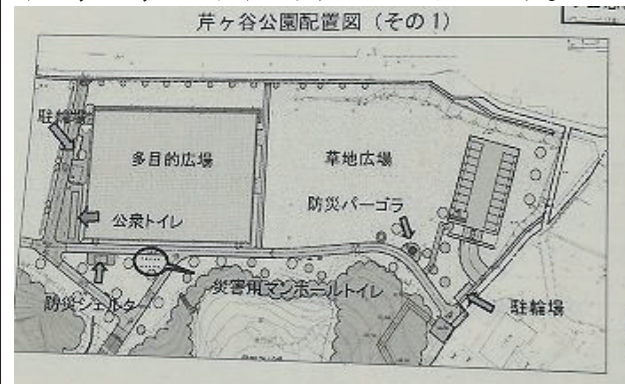 芹ヶ谷公園配置図（その1）
駐輪場
多目的広場
草地広場
防災パーゴラ
公衆トイレ
防災シェルター
災害用マンホールトイレ
駐輪場